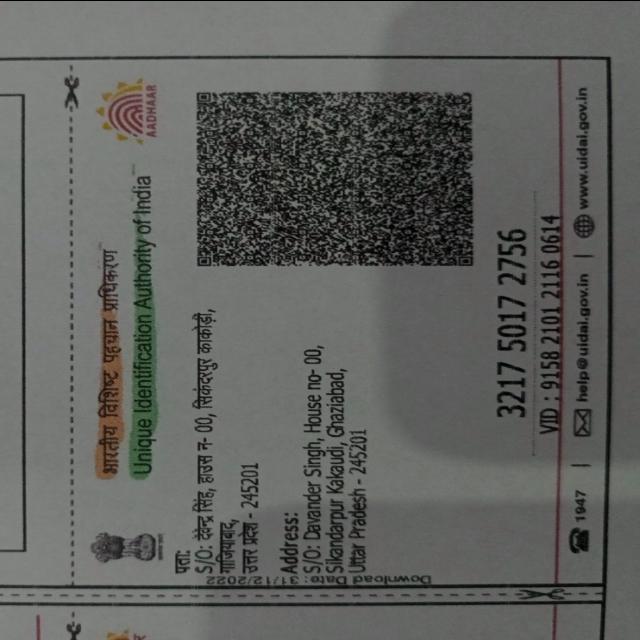 भारतीय विशिष्ट पहचान प्राधिकरण
Unique Identification Authority of India
AADHAAR
पता:
S/O: देवेन्द्र सिंह, हाउस न- 00, सिकंदरपुर काकोड़ी,
गाजियाबाद,
उत्तर प्रदेश - 245201
Address:
S/O: Davander Singh, House no- 00,
Sikandarpur Kakaudi, Ghaziabad,
Uttar Pradesh - 245201
Download Date: 31/12/2022
3217 5017 2756
VID : 9158 2101 2116 0614
1947 | help@uidai.gov.in | www.uidai.gov.in